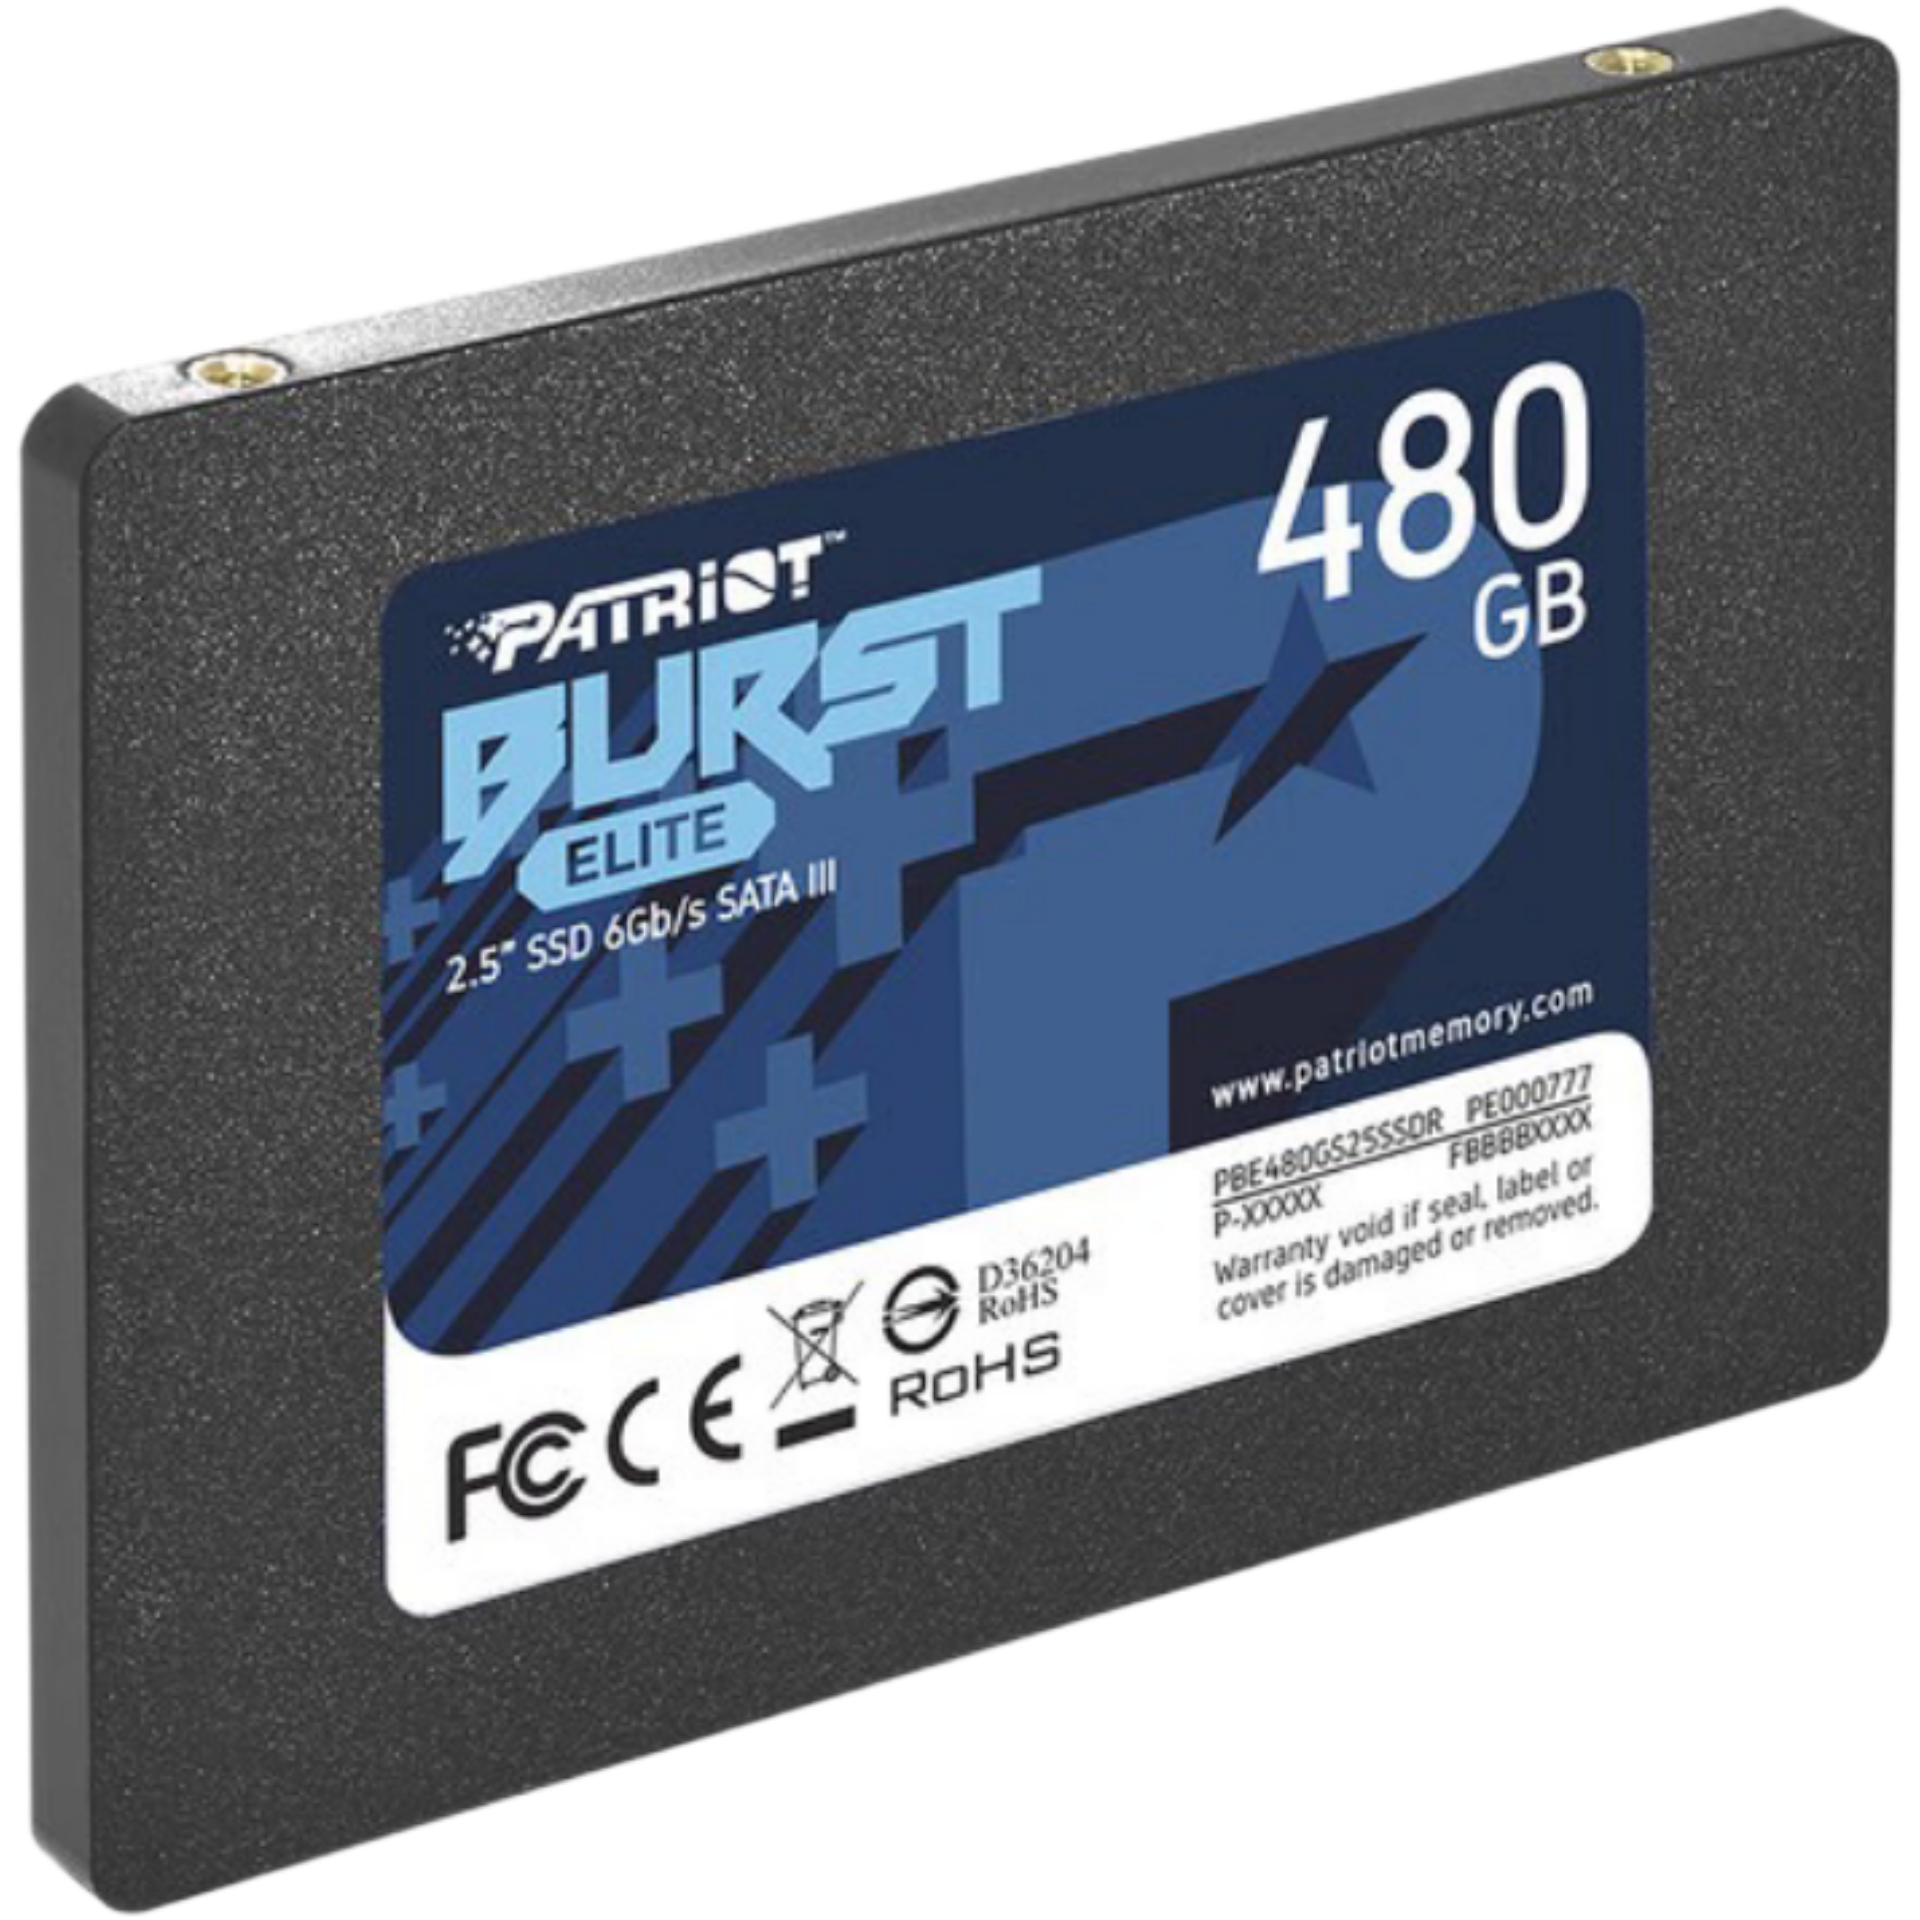 PATRiOT™
BURST
ELITE
2.5" SSD 6Gb/s SATA III
480
GB
www.patriotmemory.com
PBE480GS25SSDR PE000777
P-XXXXX FBBBBXXXX
Warranty void if seal, label or
cover is damaged or removed.
D36204
RoHS
RoHS
FC CE